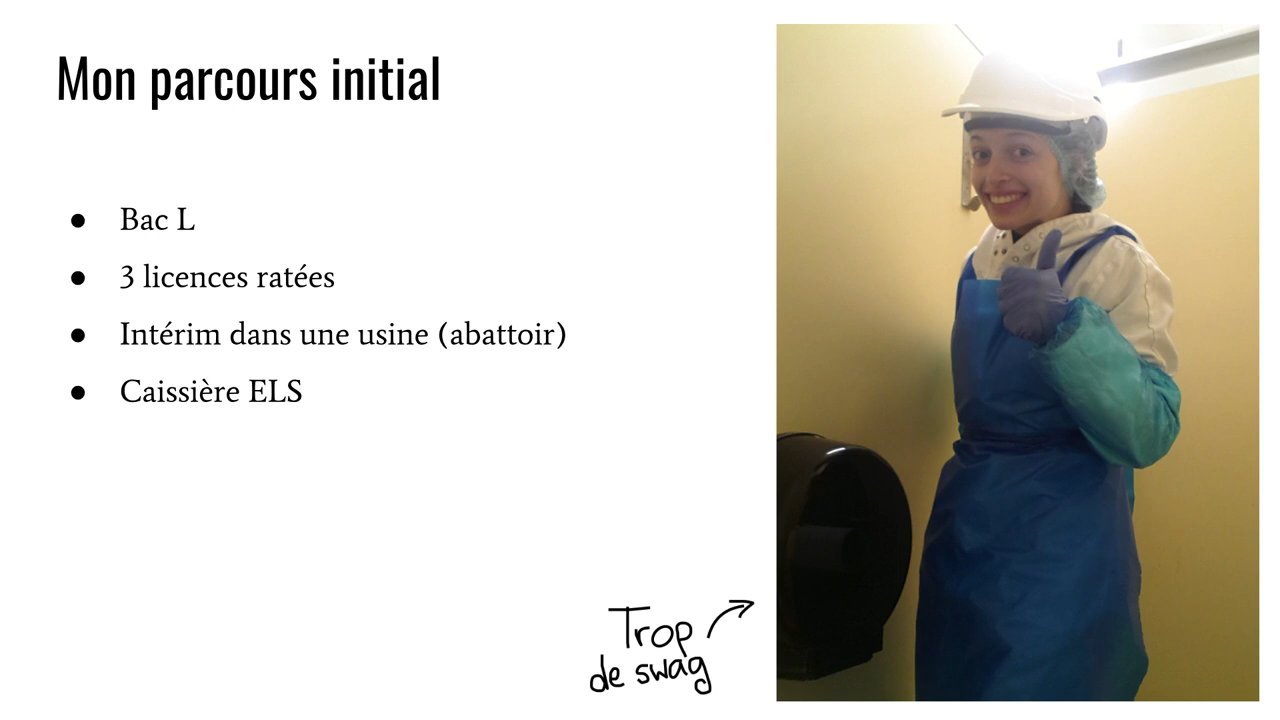 Mon parcours initial
● Bac L
● 3 licences ratées
● Intérim dans une usine (abattoir)
● Caissière ELS
Trop
de swag